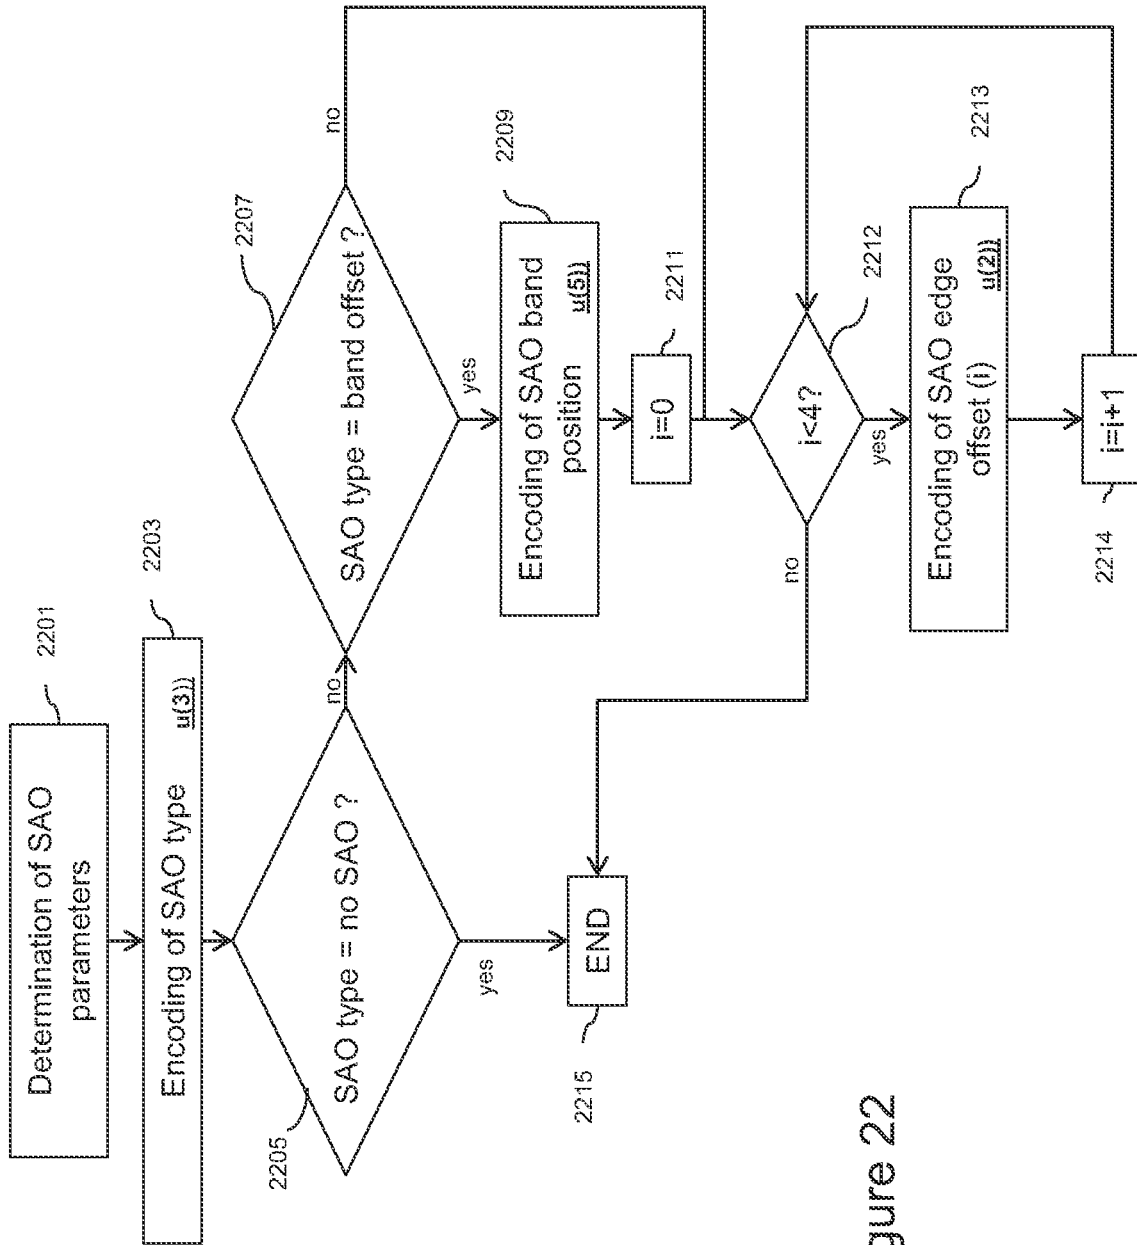 Determination of SAO
parameters
2201
Encoding of SAO type u(3))
2203
SAO type = no SAO ?
2205
no
yes
SAO type = band offset ?
2207
no
yes
Encoding of SAO band
position u(5))
2209
i=0
2211
i<4?
2212
no
yes
Encoding of SAO edge
offset (i) u(2))
2213
i=i+1
2214
END
2215
gure 22